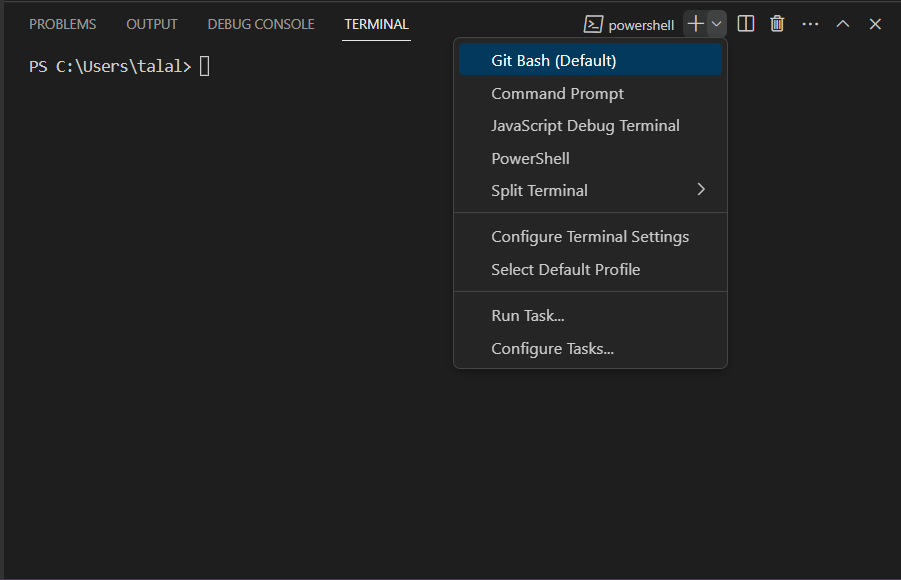 PROBLEMS OUTPUT DEBUG CONSOLE TERMINAL powershell
PS C:\Users\talal>
Git Bash (Default)
Command Prompt
JavaScript Debug Terminal
PowerShell
Split Terminal
Configure Terminal Settings
Select Default Profile
Run Task...
Configure Tasks...